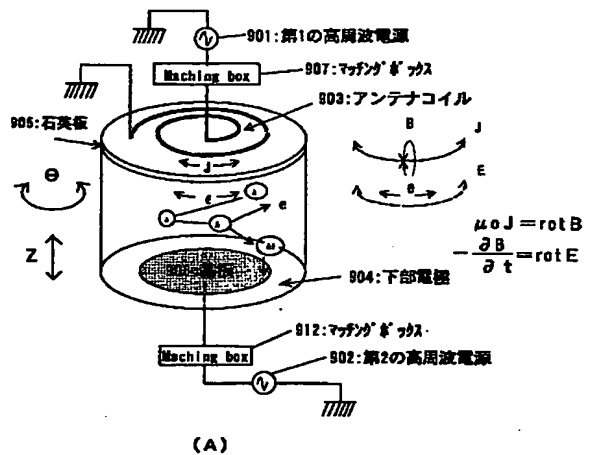 901:第1の高周波電源
Maching box
907:マッチングボックス
903:アンテナコイル
905:石英板
J
B
J
E
e
Θ
e
e
Z
μoJ=rotB
-∂B/∂t=rotE
904:下部電極
912:マッチングボックス
Maching box
902:第2の高周波電源
(A)